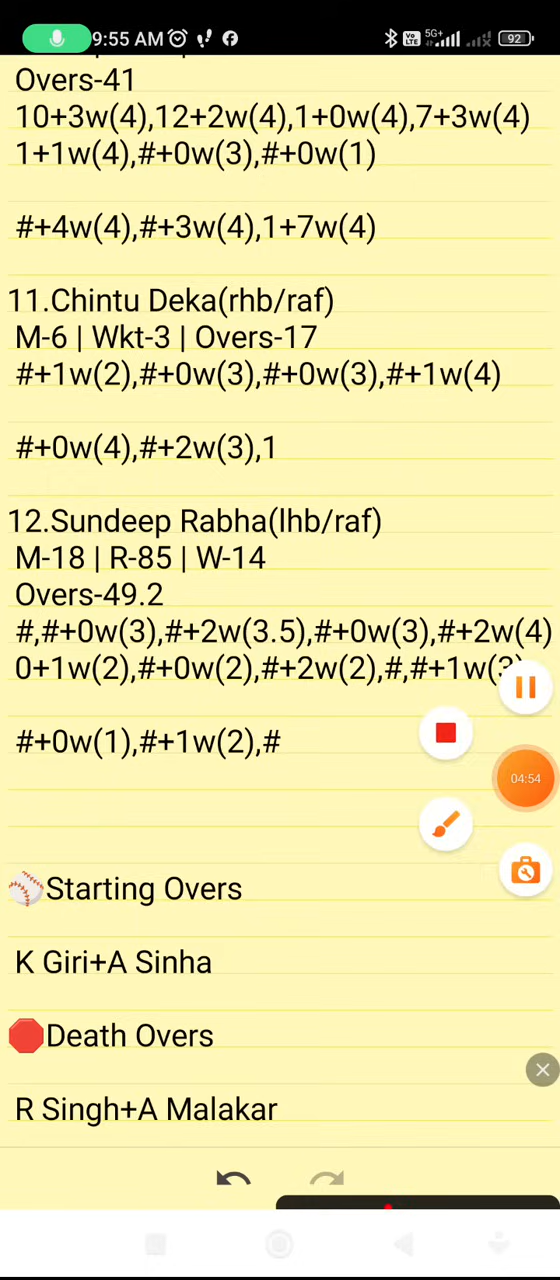 9:55 AM 5G+ VoLTE 92
Overs-41
10+3w(4),12+2w(4),1+0w(4),7+3w(4)
1+1w(4),#+0w(3),#+0w(1)
#+4w(4),#+3w(4),1+7w(4)
11.Chintu Deka(rhb/raf)
M-6 | Wkt-3 | Overs-17
#+1w(2),#+0w(3),#+0w(3),#+1w(4)
#+0w(4),#+2w(3),1
12.Sundeep Rabha(lhb/raf)
M-18 | R-85 | W-14
Overs-49.2
#,#+0w(3),#+2w(3.5),#+0w(3),#+2w(4)
0+1w(2),#+0w(2),#+2w(2),#,#+1w(3)
#+0w(1),#+1w(2),#
04:54
Starting Overs
K Giri+A Sinha
Death Overs
R Singh+A Malakar